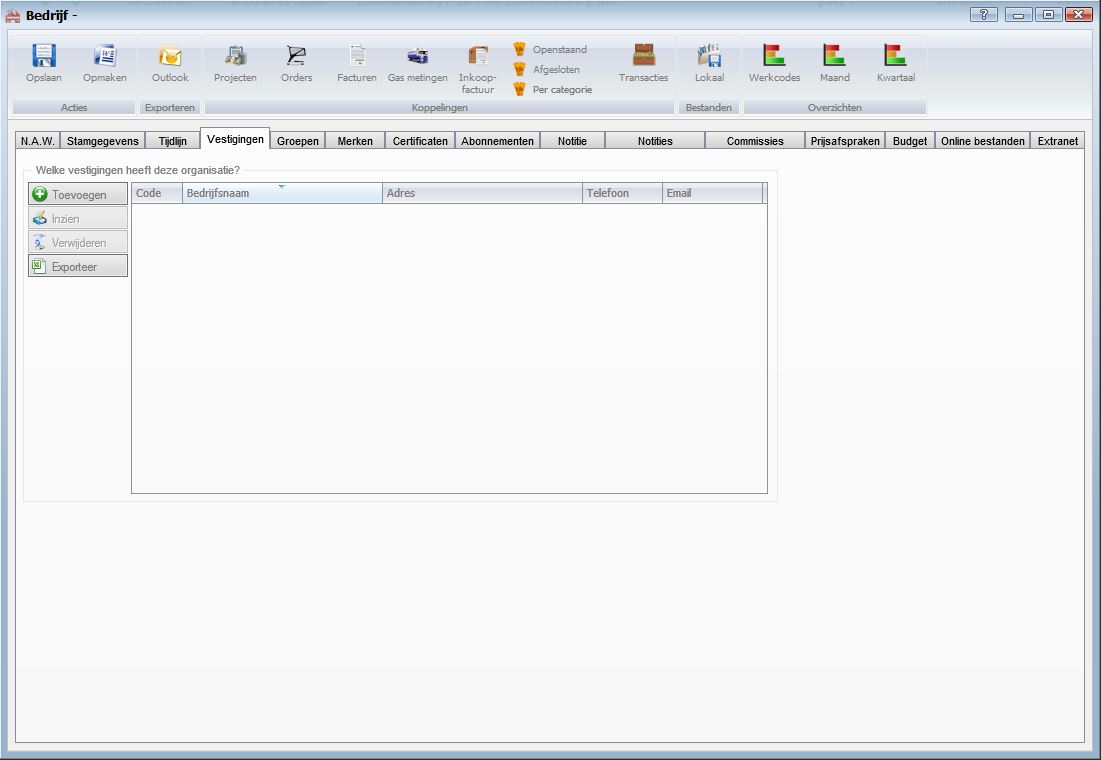 Bedrijf -
Opslaan
Opmaken
Acties
Outlook
Exporteren
Projecten
Orders
Facturen
Gas metingen
Inkoop-
factuur
Openstaand
Afgesloten
Per categorie
Transacties
Koppelingen
Lokaal
Bestanden
Werkcodes
Maand
Kwartaal
Overzichten
N.A.W. Stamgegevens Tijdlijn Vestigingen Groepen Merken Certificaten Abonnementen Notitie Notities Commissies Prijsafspraken Budget Online bestanden Extranet
Welke vestigingen heeft deze organisatie?
Toevoegen
Inzien
Verwijderen
Exporteer
Code Bedrijfsnaam Adres Telefoon Email